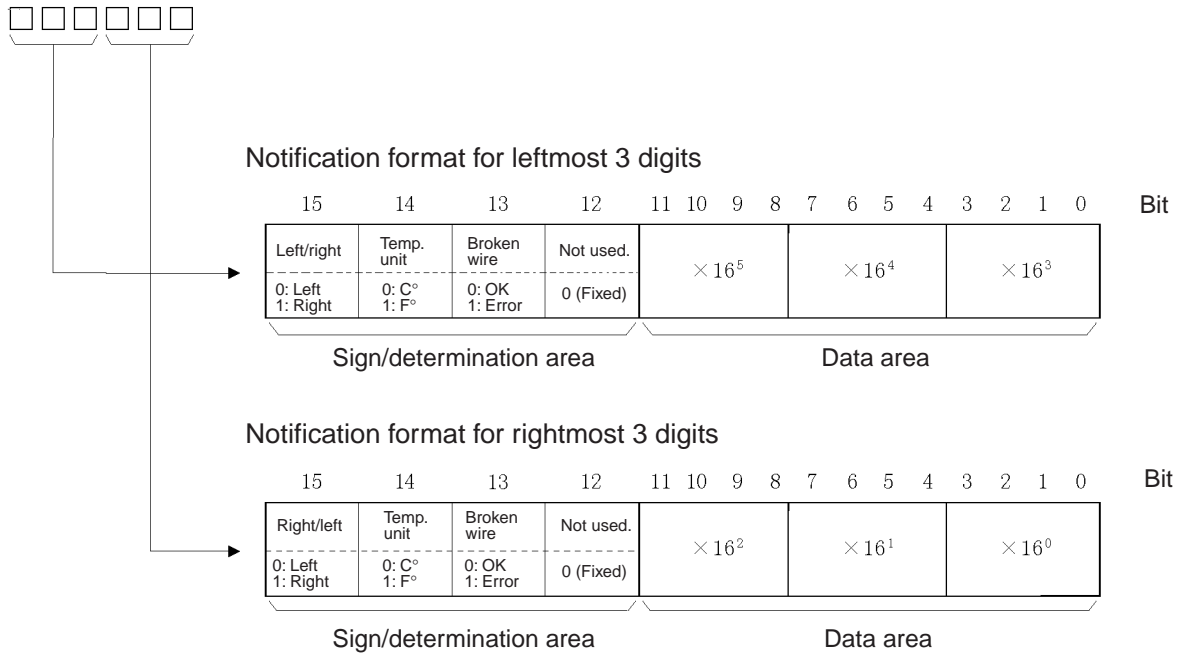 □□□□□□
Notification format for leftmost 3 digits
15 14 13 12 11 10 9 8 7 6 5 4 3 2 1 0 Bit
Left/right Temp. unit Broken wire Not used. ×16⁵ ×16⁴ ×16³
0: Left 1: Right 0: C° 1: F° 0: OK 1: Error 0 (Fixed)
Sign/determination area Data area
Notification format for rightmost 3 digits
15 14 13 12 11 10 9 8 7 6 5 4 3 2 1 0 Bit
Right/left Temp. unit Broken wire Not used. ×16² ×16¹ ×16⁰
0: Left 1: Right 0: C° 1: F° 0: OK 1: Error 0 (Fixed)
Sign/determination area Data area